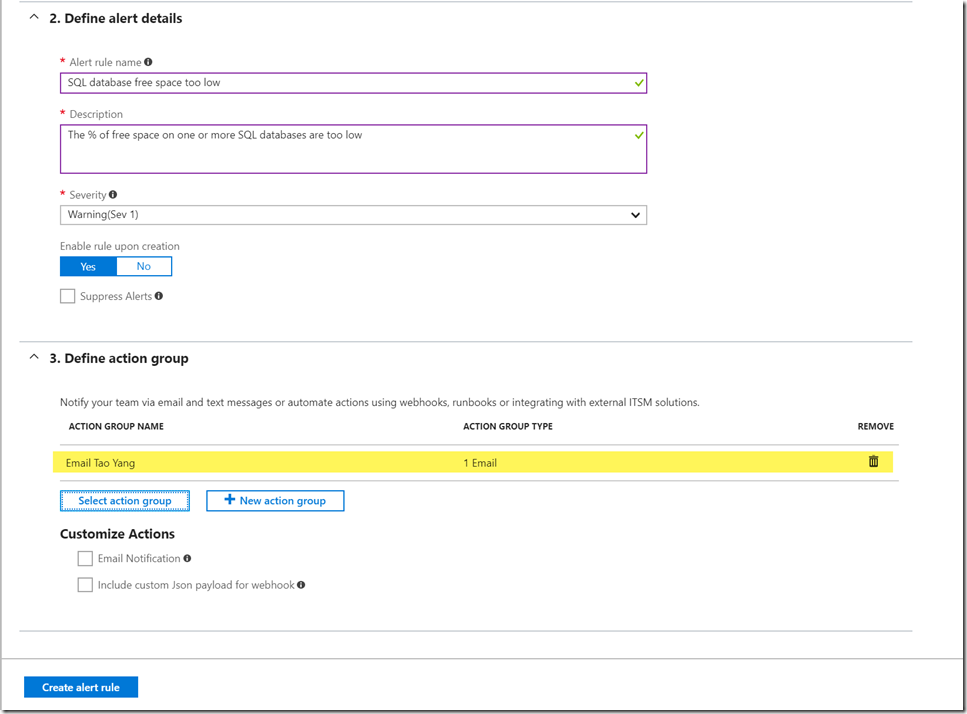 2. Define alert details
* Alert rule name
SQL database free space too low
* Description
The % of free space on one or more SQL databases are too low
* Severity
Warning(Sev 1)
Enable rule upon creation
Yes No
Suppress Alerts
3. Define action group
Notify your team via email and text messages or automate actions using webhooks, runbooks or integrating with external ITSM solutions.
ACTION GROUP NAME ACTION GROUP TYPE REMOVE
Email Tao Yang 1 Email
Select action group + New action group
Customize Actions
Email Notification
Include custom Json payload for webhook
Create alert rule